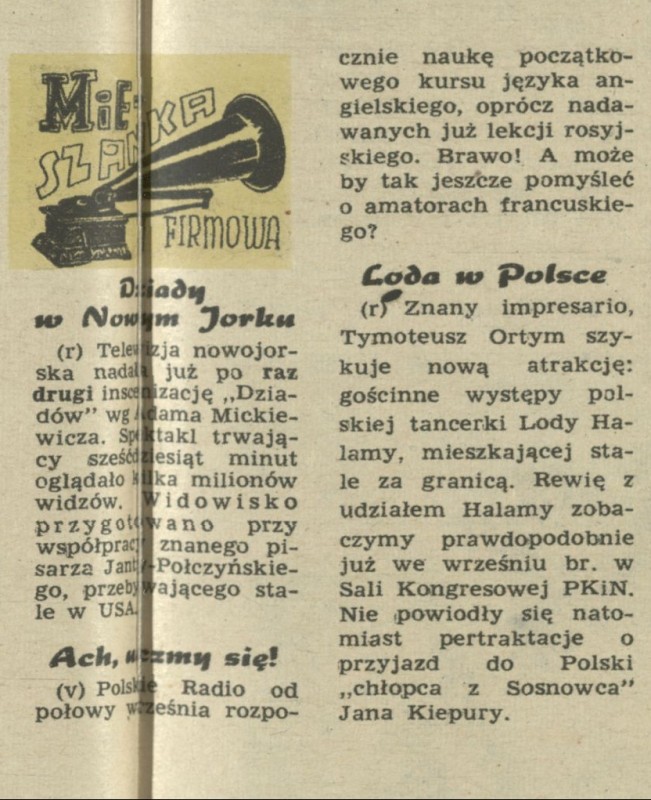 MIESZANKA
FIRMOWA
Dziady
w Nowym Jorku
(r) Telewizja nowojor-
ska nadała już po raz
drugi inscenizację „Dzia-
dów” wg Adama Mickie-
wicza. Spektakl trwają-
cy sześćdziesiąt minut
oglądało kilka milionów
widzów. Widowisko
przygotowano przy
współpracy znanego pi-
sarza Janty-Połczyńskie-
go, przebywającego sta-
le w USA.
Ach, uczmy się!
(v) Polskie Radio od
połowy września rozpo-
cznie naukę początko-
wego kursu języka an-
gielskiego, oprócz nada-
wanych już lekcji rosyj-
skiego. Brawo! A może
by tak jeszcze pomyśleć
o amatorach francuskie-
go?
Loda w Polsce
(r) Znany impresario,
Tymoteusz Ortym szy-
kuje nową atrakcję:
gościnne występy pol-
skiej tancerki Lody Ha-
lamy, mieszkającej sta-
le za granicą. Rewię z
udziałem Halamy zoba-
czymy prawdopodobnie
już we wrześniu br. w
Sali Kongresowej PKiN.
Nie powiodły się nato-
miast pertraktacje o
przyjazd do Polski
„chłopca z Sosnowca”
Jana Kiepury.